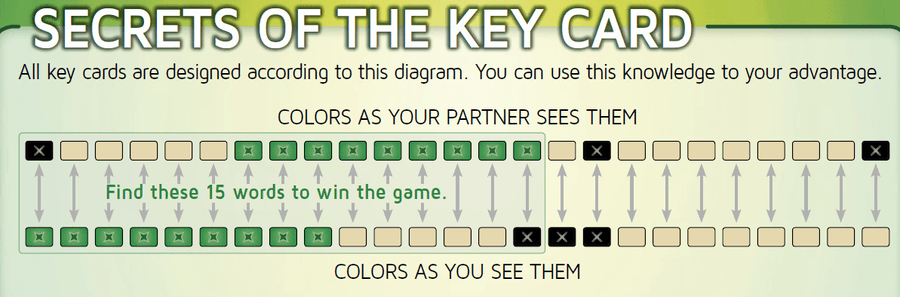 SECRETS OF THE KEY CARD
All key cards are designed according to this diagram. You can use this knowledge to your advantage.
COLORS AS YOUR PARTNER SEES THEM
Find these 15 words to win the game.
COLORS AS YOU SEE THEM